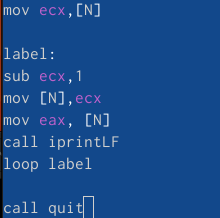 mov ecx,[N]
label:
sub ecx,1
mov [N],ecx
mov eax, [N]
call iprintLF
loop label
call quit